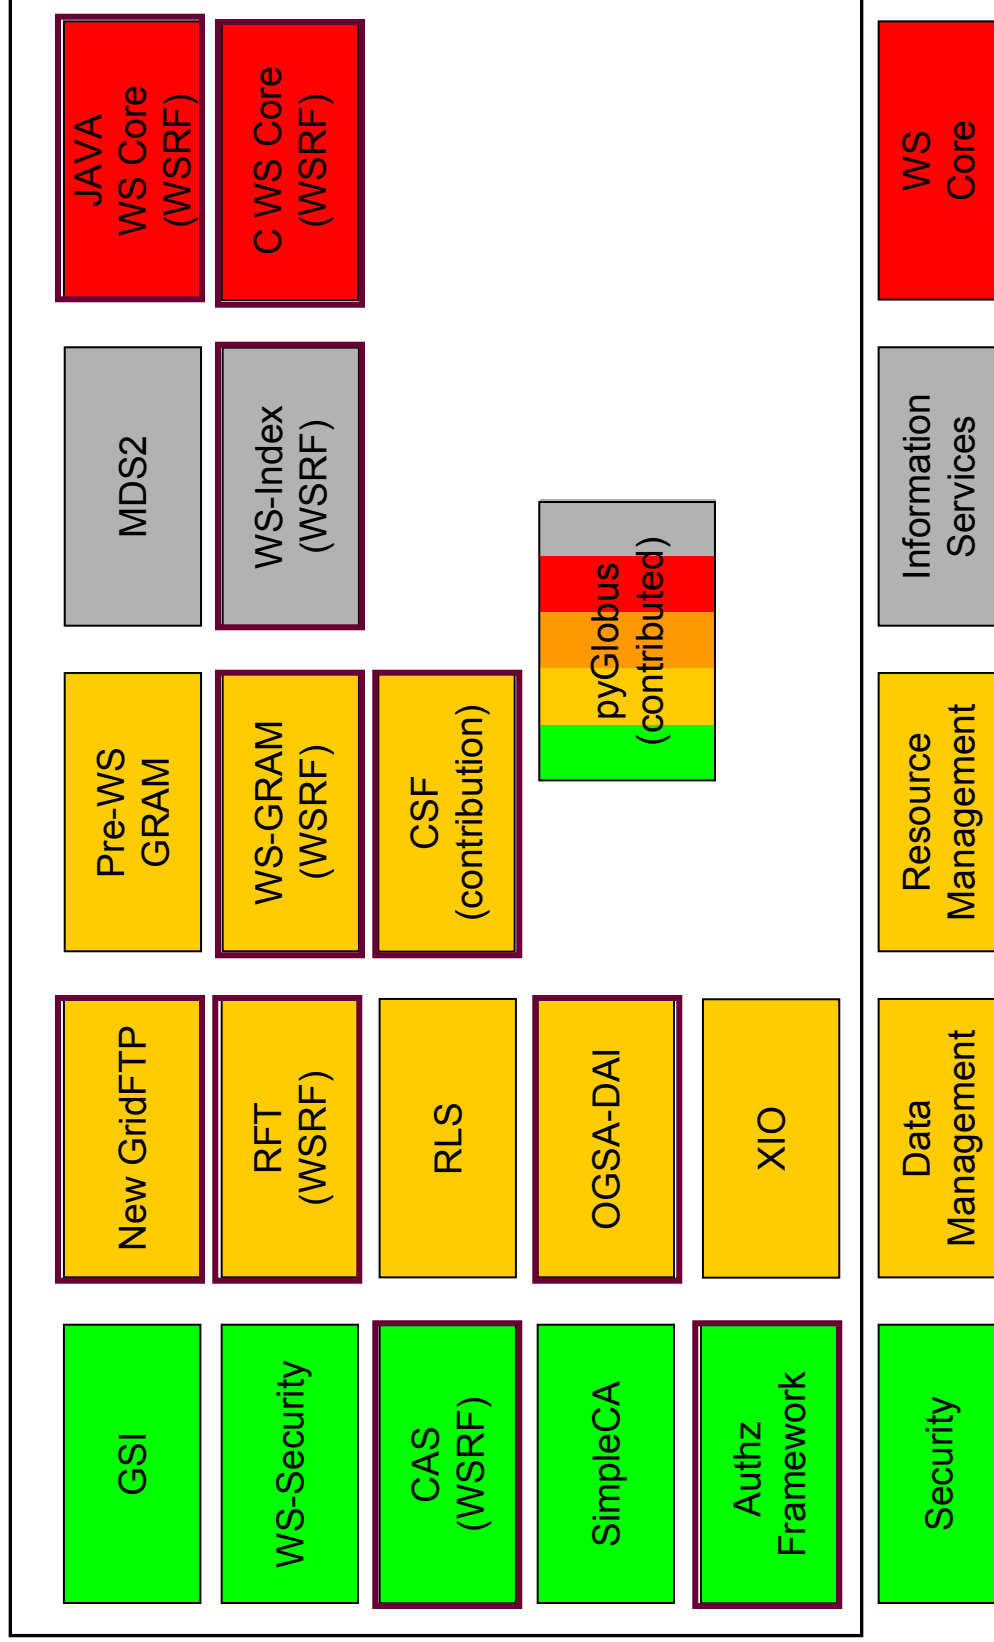 GSI
New GridFTP
Pre-WS
GRAM
MDS2
JAVA
WS Core
(WSRF)
WS-Security
RFT
(WSRF)
WS-GRAM
(WSRF)
WS-Index
(WSRF)
C WS Core
(WSRF)
CAS
(WSRF)
RLS
CSF
(contribution)
SimpleCA
OGSA-DAI
pyGlobus
(contributed)
Authz
Framework
XIO
Security
Data
Management
Resource
Management
Information
Services
WS
Core